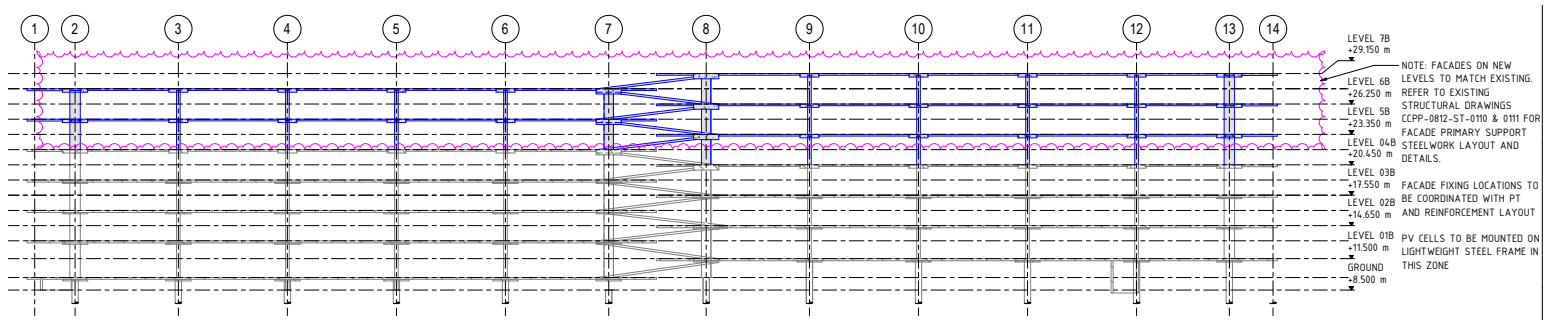 1 2 3 4 5 6 7 8 9 10 11 12 13 14
LEVEL 7B
+29.150 m
LEVEL 6B
+26.250 m
LEVEL 5B
+23.350 m
LEVEL 04B
+20.450 m
LEVEL 03B
+17.550 m
LEVEL 02B
+14.650 m
LEVEL 01B
+11.500 m
GROUND
+8.500 m
NOTE: FACADES ON NEW
LEVELS TO MATCH EXISTING.
REFER TO EXISTING
STRUCTURAL DRAWINGS
CCPP-0812-ST-0110 & 0111 FOR
FACADE PRIMARY SUPPORT
STEELWORK LAYOUT AND
DETAILS.
FACADE FIXING LOCATIONS TO
BE COORDINATED WITH PT
AND REINFORCEMENT LAYOUT
PV CELLS TO BE MOUNTED ON
LIGHTWEIGHT STEEL FRAME IN
THIS ZONE